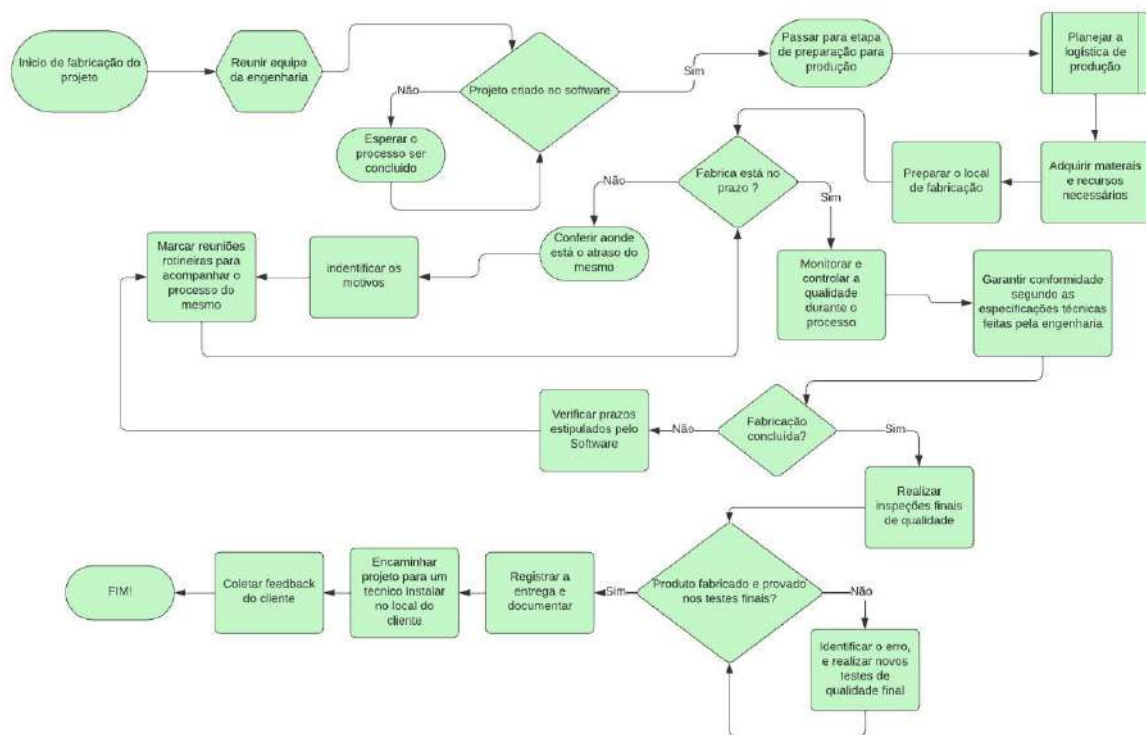 Inicio de fabricação do
projeto
Reunir equipe
da engenharia
Projeto criado no software
Não
Sim
Esperar o
processo ser
concluído
Passar para etapa
de preparação para
produção
Planejar a
logística de
produção
Adquirir materais
e recursos
necessários
Preparar o local
de fabricação
Fabrica está no
prazo ?
Não
Sim
Conferir aonde
está o atraso do
mesmo
indentificar os
motivos
Marcar reuniões
rotineiras para
acompanhar o
processo do
mesmo
Monitorar e
controlar a
qualidade
durante o
processo
Garantir conformidade
segundo as
especificações técnicas
feitas pela engenharia
Fabricação
concluída?
Não
Sim
Verificar prazos
estipulados pelo
Software
Realizar
inspeções finais
de qualidade
Produto fabricado e provado
nos testes finais?
Sim
Não
Identificar o erro,
e realizar novos
testes de
qualidade final
Registrar a
entrega e
documentar
Encaminhar
projeto para um
tecnico instalar
no local do
cliente
Coletar feedback
do cliente
FIM!